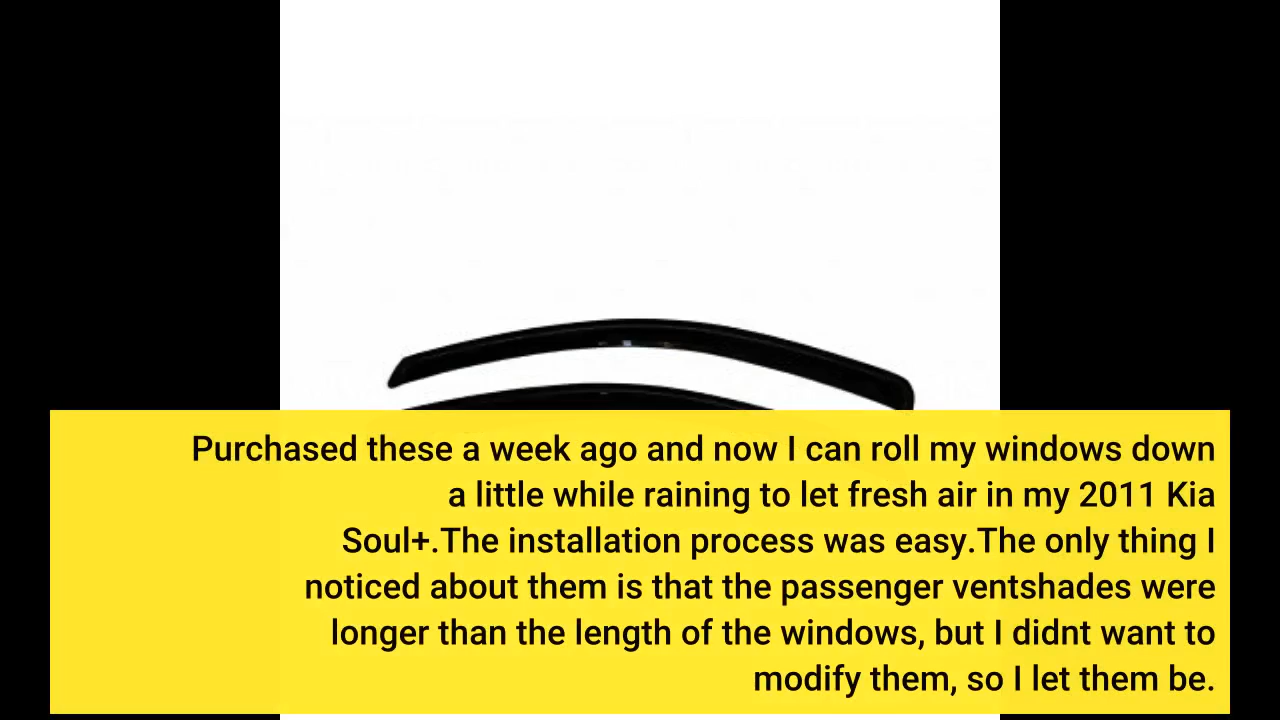 Purchased these a week ago and now I can roll my windows down
a little while raining to let fresh air in my 2011 Kia
Soul+.The installation process was easy.The only thing I
noticed about them is that the passenger ventshades were
longer than the length of the windows, but I didnt want to
modify them, so I let them be.